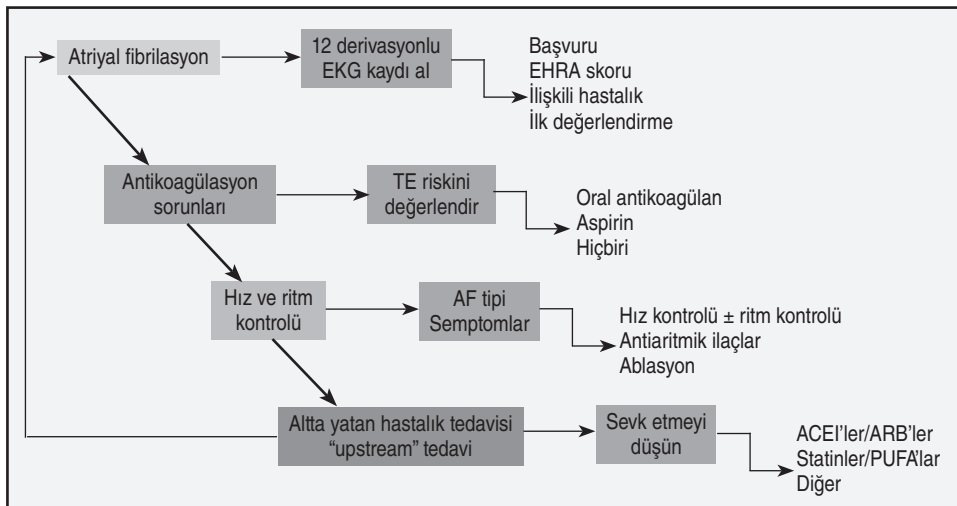 Atriyal fibrilasyon
12 derivasyonlu
EKG kaydı al
Başvuru
EHRA skoru
İlişkili hastalık
İlk değerlendirme
Antikoagülasyon
sorunları
TE riskini
değerlendir
Oral antikoagülan
Aspirin
Hiçbiri
Hız ve ritm
kontrolü
AF tipi
Semptomlar
Hız kontrolü ± ritm kontrolü
Antiaritmik ilaçlar
Ablasyon
Altta yatan hastalık tedavisi
“upstream” tedavi
Sevk etmeyi
düşün
ACEI’ler/ARB’ler
Statinler/PUFA’lar
Diğer